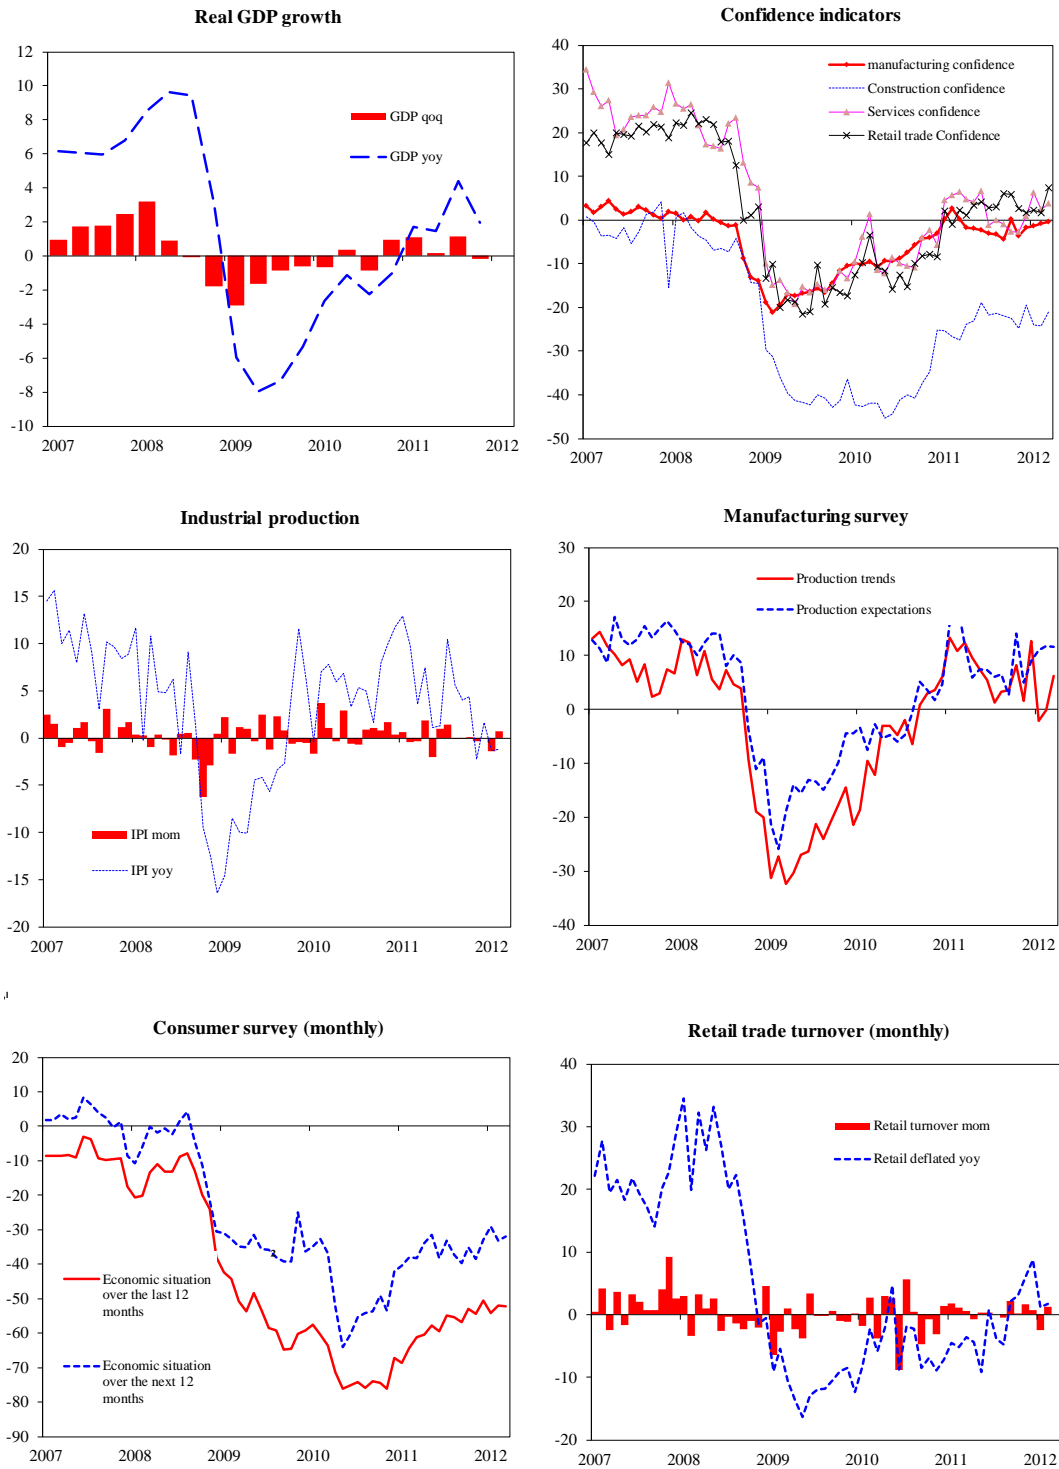 Real GDP growth
12
10
8
6
4
2
0
-2
-4
-6
-8
-10
GDP qoq
GDP yoy
2007 2008 2009 2010 2011 2012
Confidence indicators
40
30
20
10
0
-10
-20
-30
-40
-50
manufacturing confidence
Construction confidence
Services confidence
Retail trade Confidence
2007 2008 2009 2010 2011 2012
Industrial production
20
15
10
5
0
-5
-10
-15
-20
IPI mom
IPI yoy
2007 2008 2009 2010 2011 2012
Manufacturing survey
30
20
10
0
-10
-20
-30
-40
Production trends
Production expectations
2007 2008 2009 2010 2011 2012
Consumer survey (monthly)
20
10
0
-10
-20
-30
-40
-50
-60
-70
-80
-90
Economic situation
over the last 12
months
Economic situation
over the next 12
months
2007 2008 2009 2010 2011 2012
Retail trade turnover (monthly)
40
30
20
10
0
-10
-20
Retail turnover mom
Retail deflated yoy
2007 2008 2009 2010 2011 2012